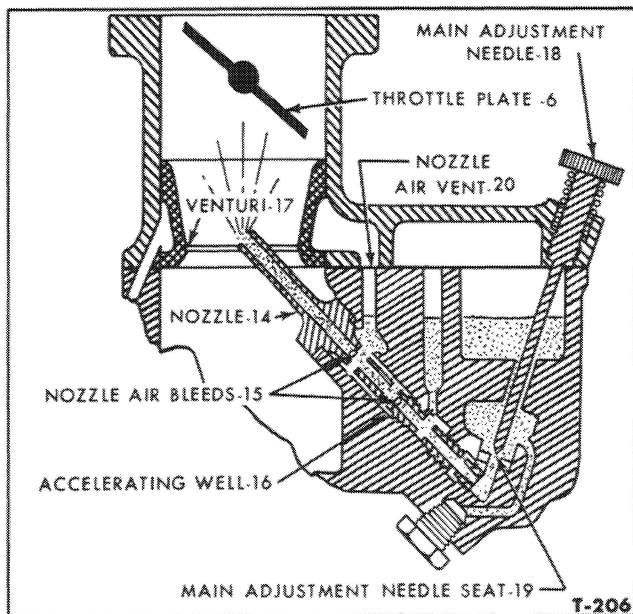 MAIN ADJUSTMENT
NEEDLE-18
THROTTLE PLATE -6
NOZZLE
AIR VENT-20
VENTURI-17
NOZZLE-14
NOZZLE AIR BLEEDS-15
ACCELERATING WELL-16
MAIN ADJUSTMENT NEEDLE SEAT-19
T-206